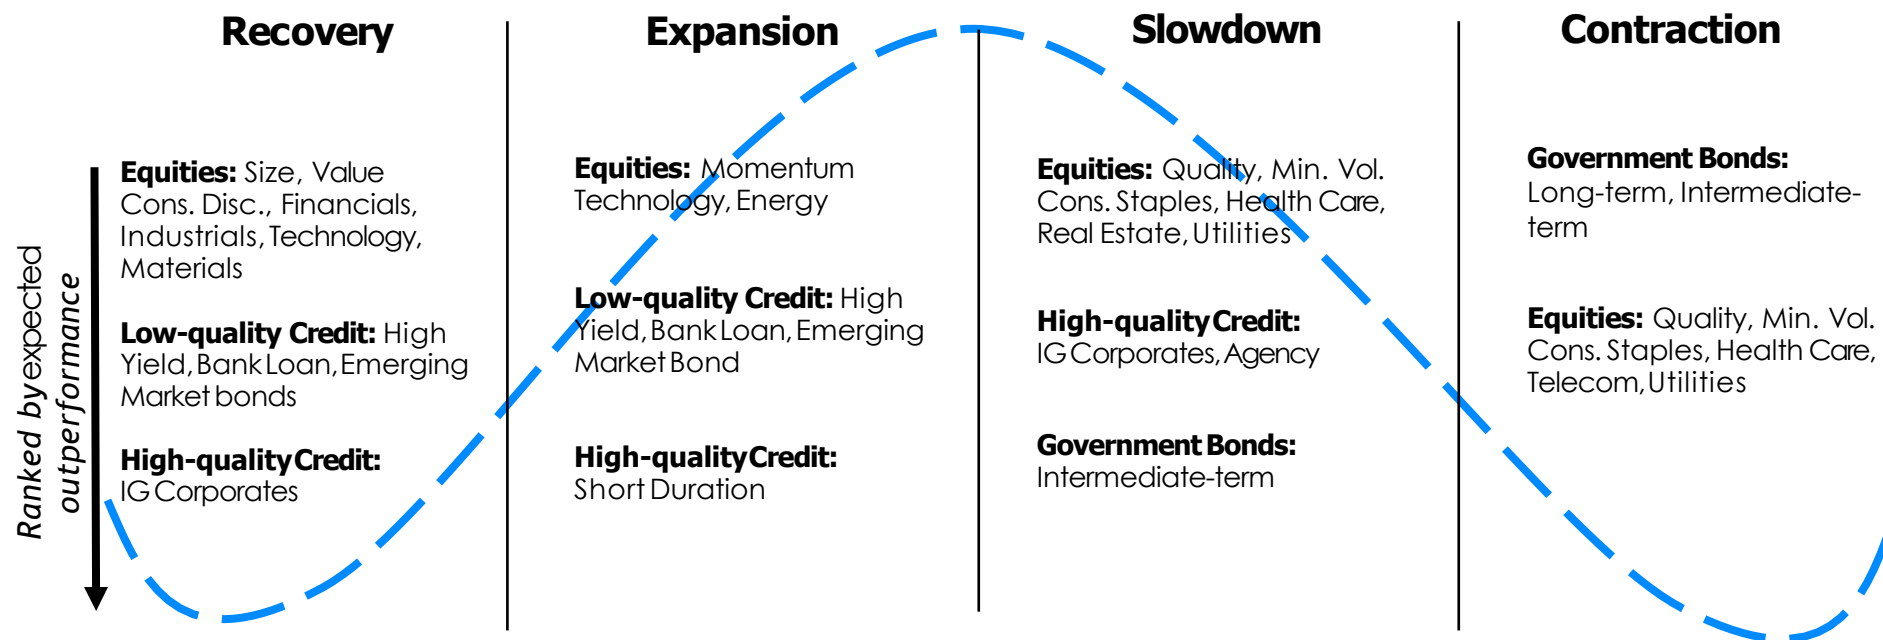 Recovery
Expansion
Slowdown
Contraction
Ranked by expected
outperformance
Equities: Size, Value
Cons. Disc., Financials,
Industrials, Technology,
Materials
Low-quality Credit: High
Yield, Bank Loan, Emerging
Market bonds
High-quality Credit:
IG Corporates
Equities: Momentum
Technology, Energy
Low-quality Credit: High
Yield, Bank Loan, Emerging
Market Bond
High-quality Credit:
Short Duration
Equities: Quality, Min. Vol.
Cons. Staples, Health Care,
Real Estate, Utilities
High-quality Credit:
IG Corporates, Agency
Government Bonds:
Intermediate-term
Government Bonds:
Long-term, Intermediate-
term
Equities: Quality, Min. Vol.
Cons. Staples, Health Care,
Telecom, Utilities